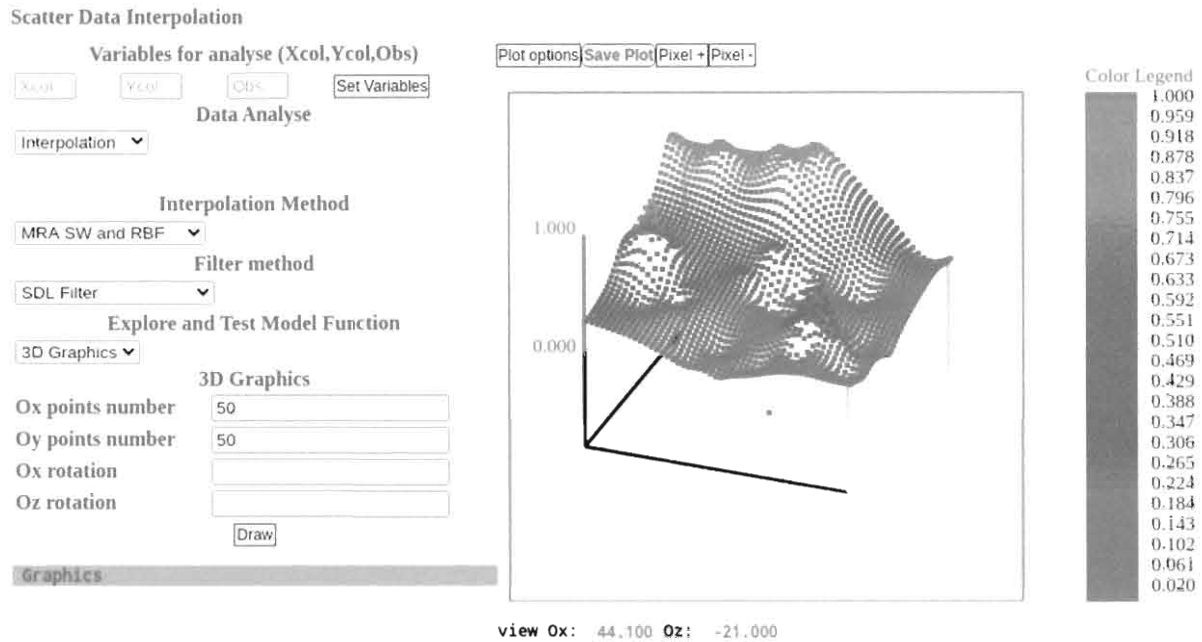 Scatter Data Interpolation
Variables for analyse (Xcol,Ycol,Obs)
Xcol Ycol Obs Set Variables
Data Analyse
Interpolation
Interpolation Method
MRA SW and RBF
Filter method
SDL Filter
Explore and Test Model Function
3D Graphics
3D Graphics
Ox points number 50
Oy points number 50
Ox rotation
Oz rotation
Draw
Graphics
Plot options Save Plot Pixel + Pixel -
1.000
0.000
view Ox: 44.100 Oz: -21.000
Color Legend
1.000
0.959
0.918
0.878
0.837
0.796
0.755
0.714
0.673
0.633
0.592
0.551
0.510
0.469
0.429
0.388
0.347
0.306
0.265
0.224
0.184
0.143
0.102
0.061
0.020